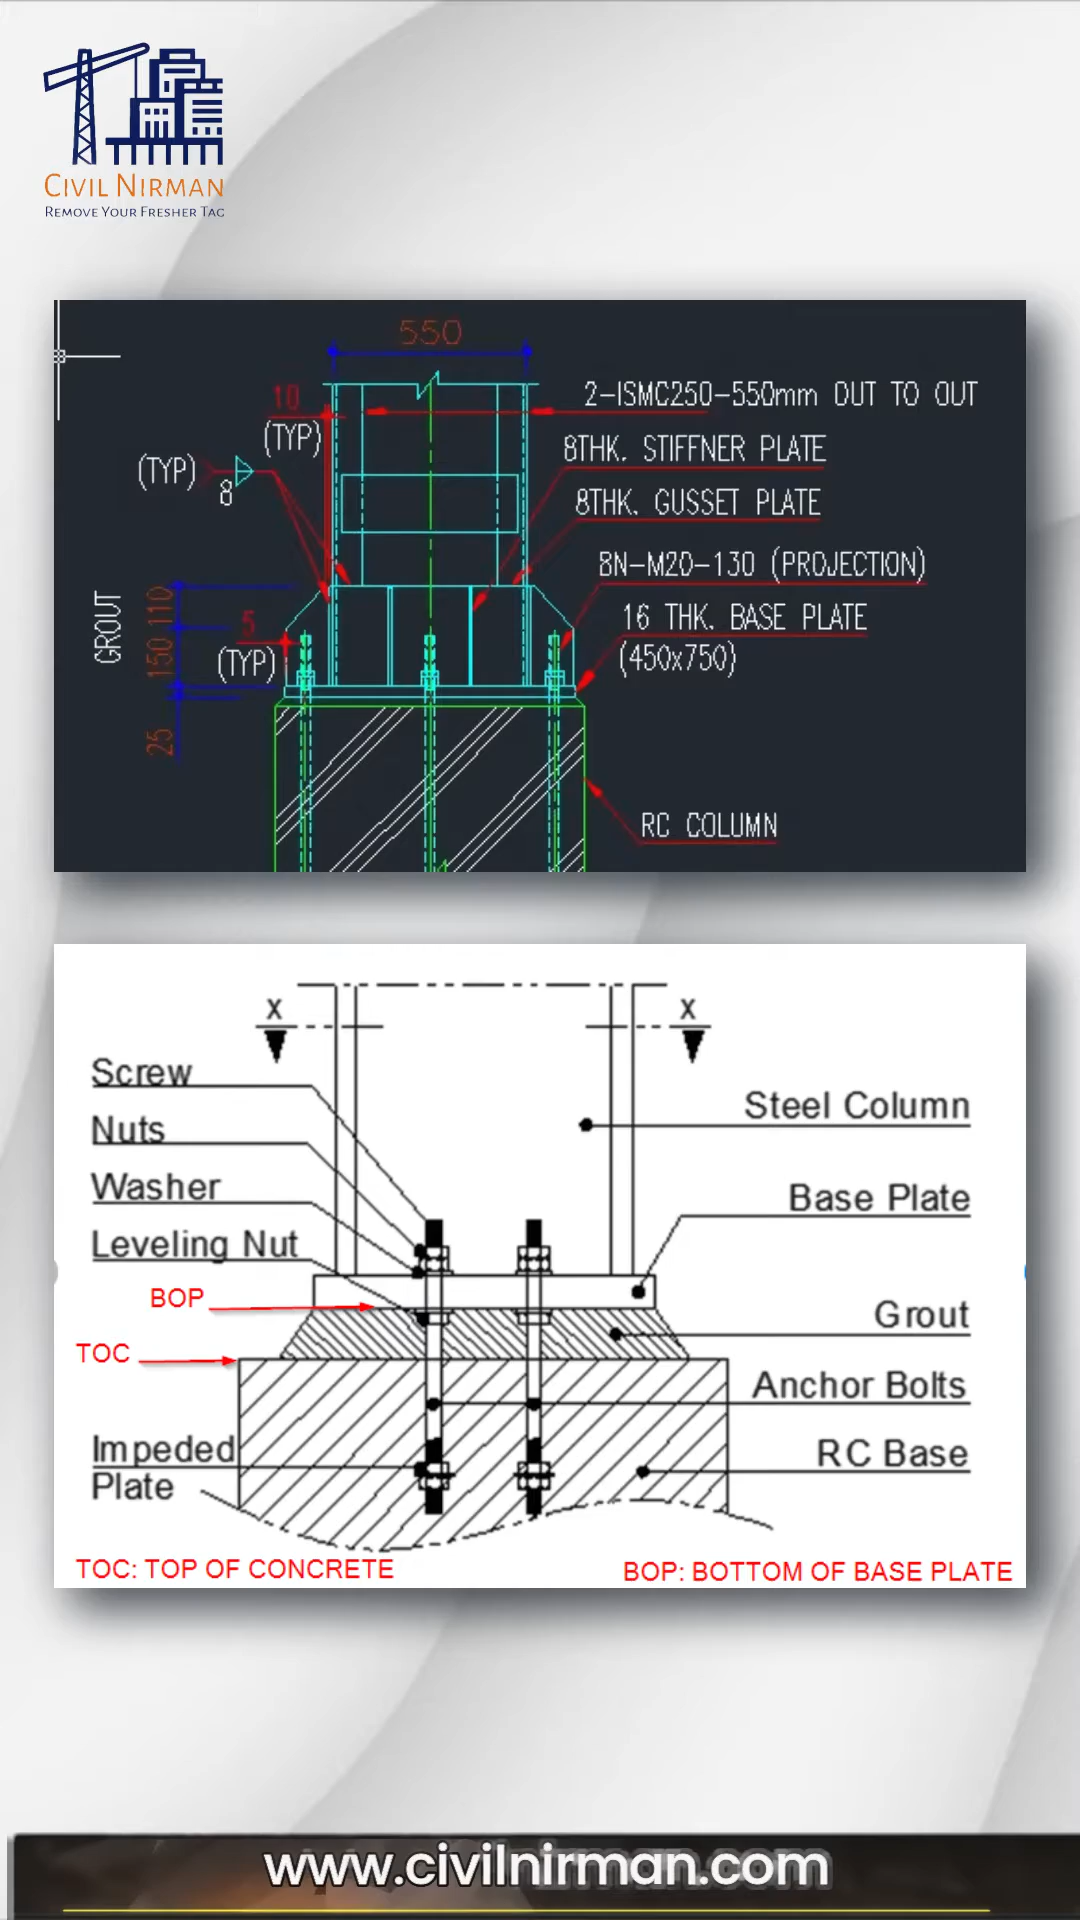 CIVIL NIRMAN
REMOVE YOUR FRESHER TAG
550
10
(TYP)
2-ISMC250-550mm OUT TO OUT
(TYP)
8
8THK. STIFFNER PLATE
8THK. GUSSET PLATE
8N-M20-130 (PROJECTION)
16 THK. BASE PLATE
(450x750)
GROUT
110
150
25
5
(TYP)
RC COLUMN
X
X
Screw
Nuts
Washer
Leveling Nut
BOP
TOC
Impeded
Plate
Steel Column
Base Plate
Grout
Anchor Bolts
RC Base
TOC: TOP OF CONCRETE
BOP: BOTTOM OF BASE PLATE
www.civilnirman.com